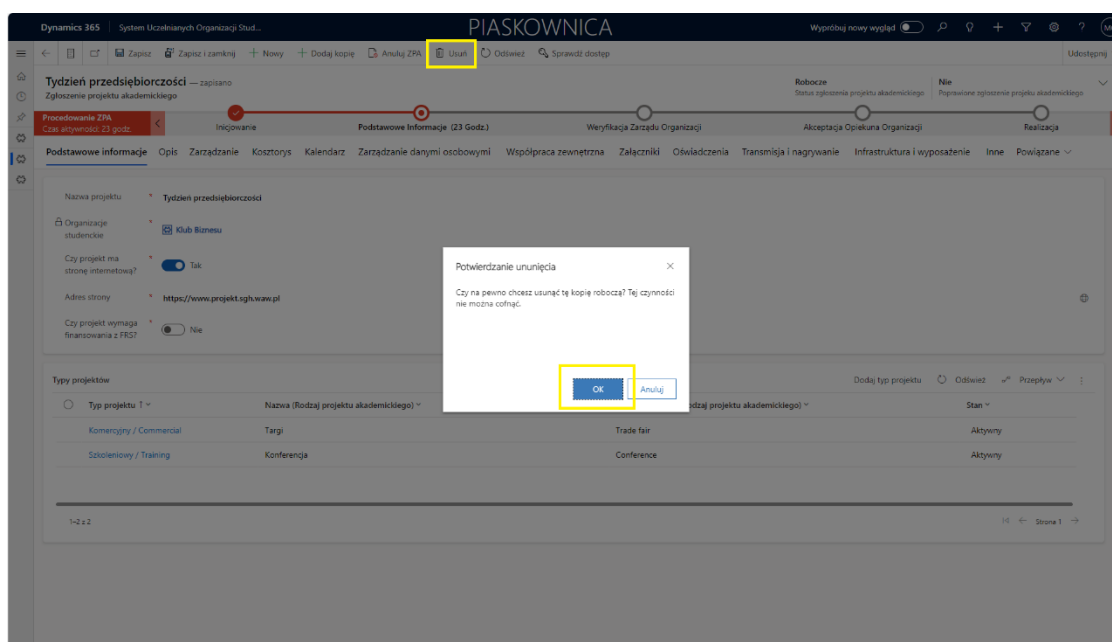 Dynamics 365 System Uczelnianych Organizacji Stud... PIASKOWNICA Wypróbuj nowy wygląd
Zapisz Zapisz i zamknij Nowy Dodaj kopię Anuluj ZPA Usuń Odśwież Sprawdź dostęp Udostępnij
Tydzień przedsiębiorczości — zapisano
Zgłoszenie projektu akademickiego
Robocze
Status zgłoszenia projektu akademickiego
Nie
Poprawione zgłoszenie projektu akademickiego
Procedowanie ZPA
Czas aktywności: 23 godz.
Inicjowanie Podstawowe Informacje (23 Godz.) Weryfikacja Zarządu Organizacji Akceptacja Opiekuna Organizacji Realizacja
Podstawowe informacje Opis Zarządzanie Kosztorys Kalendarz Zarządzanie danymi osobowymi Współpraca zewnętrzna Załączniki Oświadczenia Transmisja i nagrywanie Infrastruktura i wyposażenie Inne Powiązane
Nazwa projektu * Tydzień przedsiębiorczości
Organizacje
studenckie
* Klub Biznesu
Czy projekt ma
stronę internetową?
* Tak
Adres strony * https://www.projekt.sgh.waw.pl
Czy projekt wymaga
finansowania z FRS?
* Nie
Potwierdzanie ununięcia
Czy na pewno chcesz usunąć tę kopię roboczą? Tej czynności
nie można cofnąć.
OK Anuluj
Typy projektów Dodaj typ projektu Odśwież Przepływ
Typ projektu Nazwa (Rodzaj projektu akademickiego) projektu akademickiego) Stan
Komercyjny / Commercial Targi Trade fair Aktywny
Szkoleniowy / Training Konferencja Conference Aktywny
1–2 z 2 Strona 1